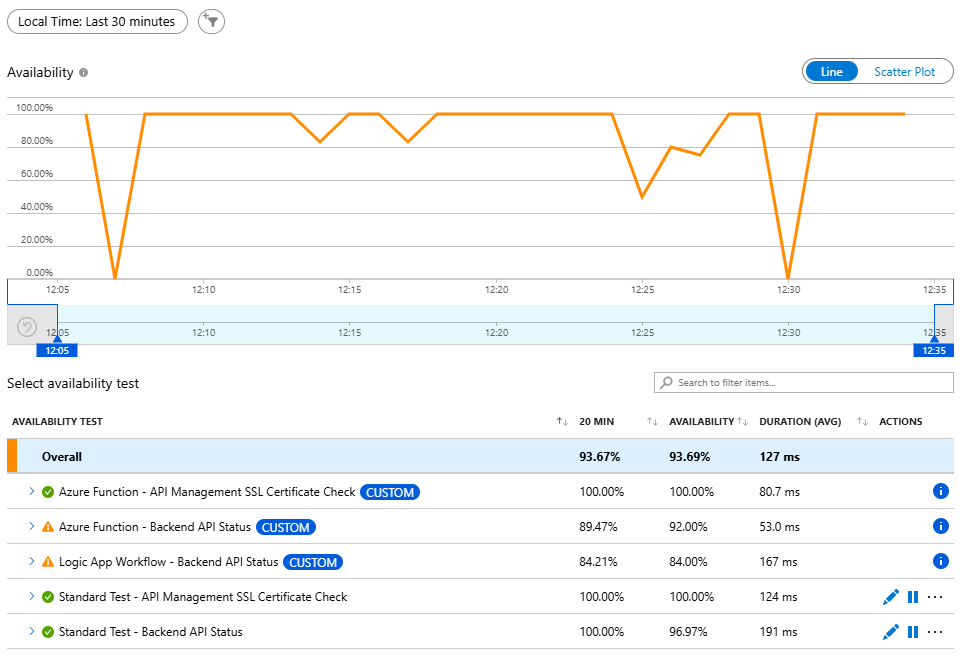 Local Time: Last 30 minutes
Availability
Line Scatter Plot
100.00%
80.00%
60.00%
40.00%
20.00%
0.00%
12:05 12:10 12:15 12:20 12:25 12:30 12:35
12:05 12:10 12:15 12:20 12:25 12:30 12:35
12:05 12:35
Select availability test
Search to filter items...
AVAILABILITY TEST 20 MIN AVAILABILITY DURATION (AVG) ACTIONS
Overall 93.67% 93.69% 127 ms
Azure Function - API Management SSL Certificate Check CUSTOM 100.00% 100.00% 80.7 ms
Azure Function - Backend API Status CUSTOM 89.47% 92.00% 53.0 ms
Logic App Workflow - Backend API Status CUSTOM 84.21% 84.00% 167 ms
Standard Test - API Management SSL Certificate Check 100.00% 100.00% 124 ms
Standard Test - Backend API Status 100.00% 96.97% 191 ms